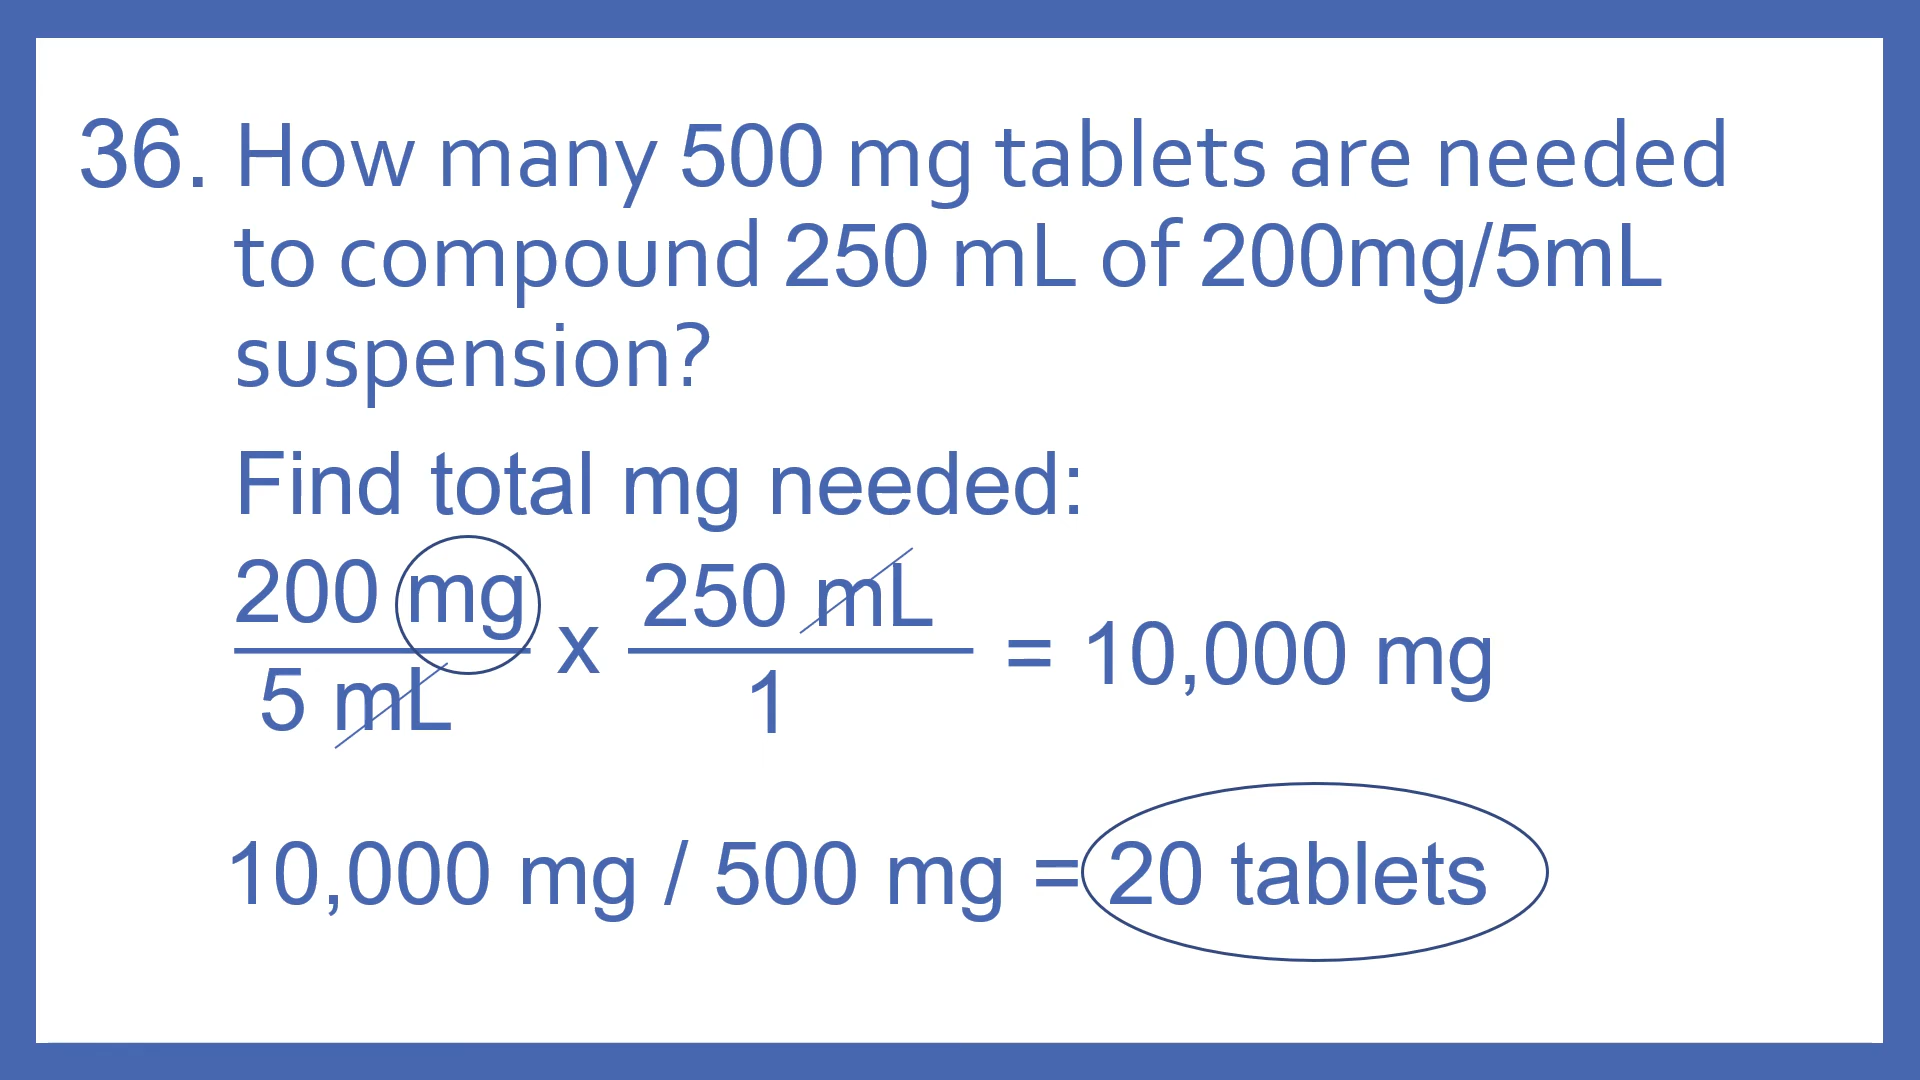 36. How many 500 mg tablets are needed
to compound 250 mL of 200mg/5mL
suspension?
Find total mg needed:
200 mg x 250 mL = 10,000 mg
5 mL 1
10,000 mg / 500 mg = 20 tablets